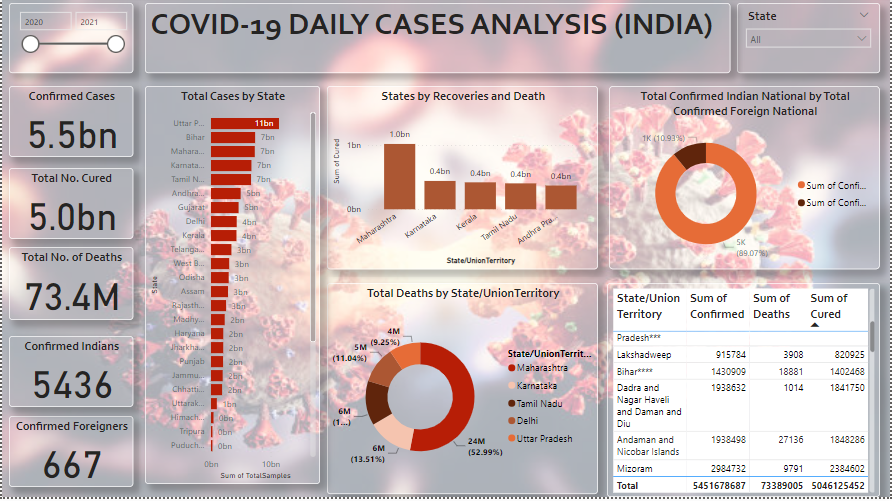 2020 2021
COVID-19 DAILY CASES ANALYSIS (INDIA)
State
All
Confirmed Cases
5.5bn
Total No. Cured
5.0bn
Total No. of Deaths
73.4M
Confirmed Indians
5436
Confirmed Foreigners
667
Total Cases by State
State
Uttar P... 11bn
Bihar 7bn
Mahara... 7bn
Karnata... 7bn
Tamil N... 7bn
Andhra... 5bn
Gujarat 5bn
Delhi 4bn
Kerala 4bn
Telanga... 3bn
West B... 3bn
Odisha 3bn
Assam 3bn
Rajasth... 3bn
Madhy... 2bn
Haryana 2bn
Jharkha... 2bn
Punjab 2bn
Jammu... 2bn
Chhatti... 2bn
Uttarak... 1bn
Himach... 0bn
Tripura 0bn
Puduch... 0bn
0bn 10bn
Sum of TotalSamples
States by Recoveries and Death
Sum of Cured
1bn
0bn
1.0bn
0.4bn
0.4bn
0.4bn
0.4bn
Maharashtra
Karnataka
Kerala
Tamil Nadu
Andhra Pra...
State/UnionTerritory
Total Confirmed Indian National by Total
Confirmed Foreign National
1K (10.93%)
5K
(89.07%)
Sum of Confi...
Sum of Confi...
Total Deaths by State/UnionTerritory
4M
(9.25%)
5M
(11.04%)
6M
(1...)
6M
(13.51%)
24M
(52.99%)
State/UnionTerrit...
Maharashtra
Karnataka
Tamil Nadu
Delhi
Uttar Pradesh
State/Union Sum of Sum of Sum of
Territory Confirmed Deaths Cured
Pradesh***
Lakshadweep 915784 3908 820925
Bihar**** 1430909 18881 1402468
Dadra and 1938632 1014 1841750
Nagar Haveli
and Daman and
Diu
Andaman and 1938498 27136 1848286
Nicobar Islands
Mizoram 2984732 9791 2384602
Total 5451678687 73389005 5046125452